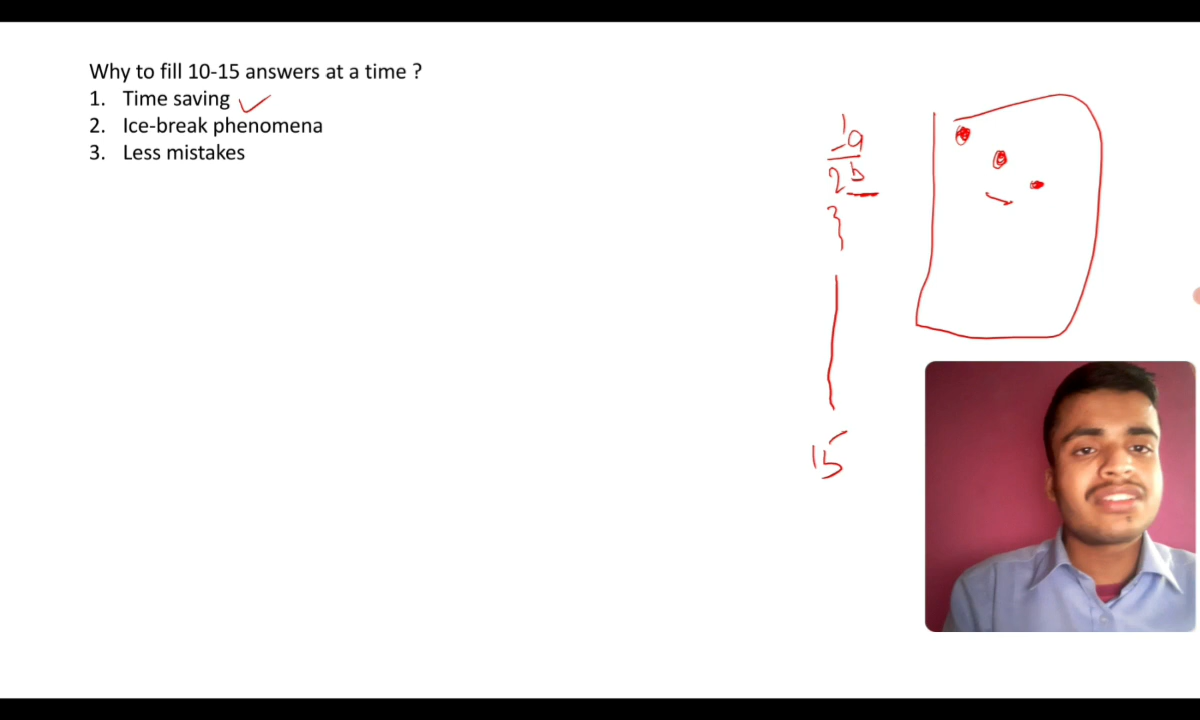 Why to fill 10-15 answers at a time ?
1. Time saving
2. Ice-break phenomena
3. Less mistakes
1 a
2 b
3
15